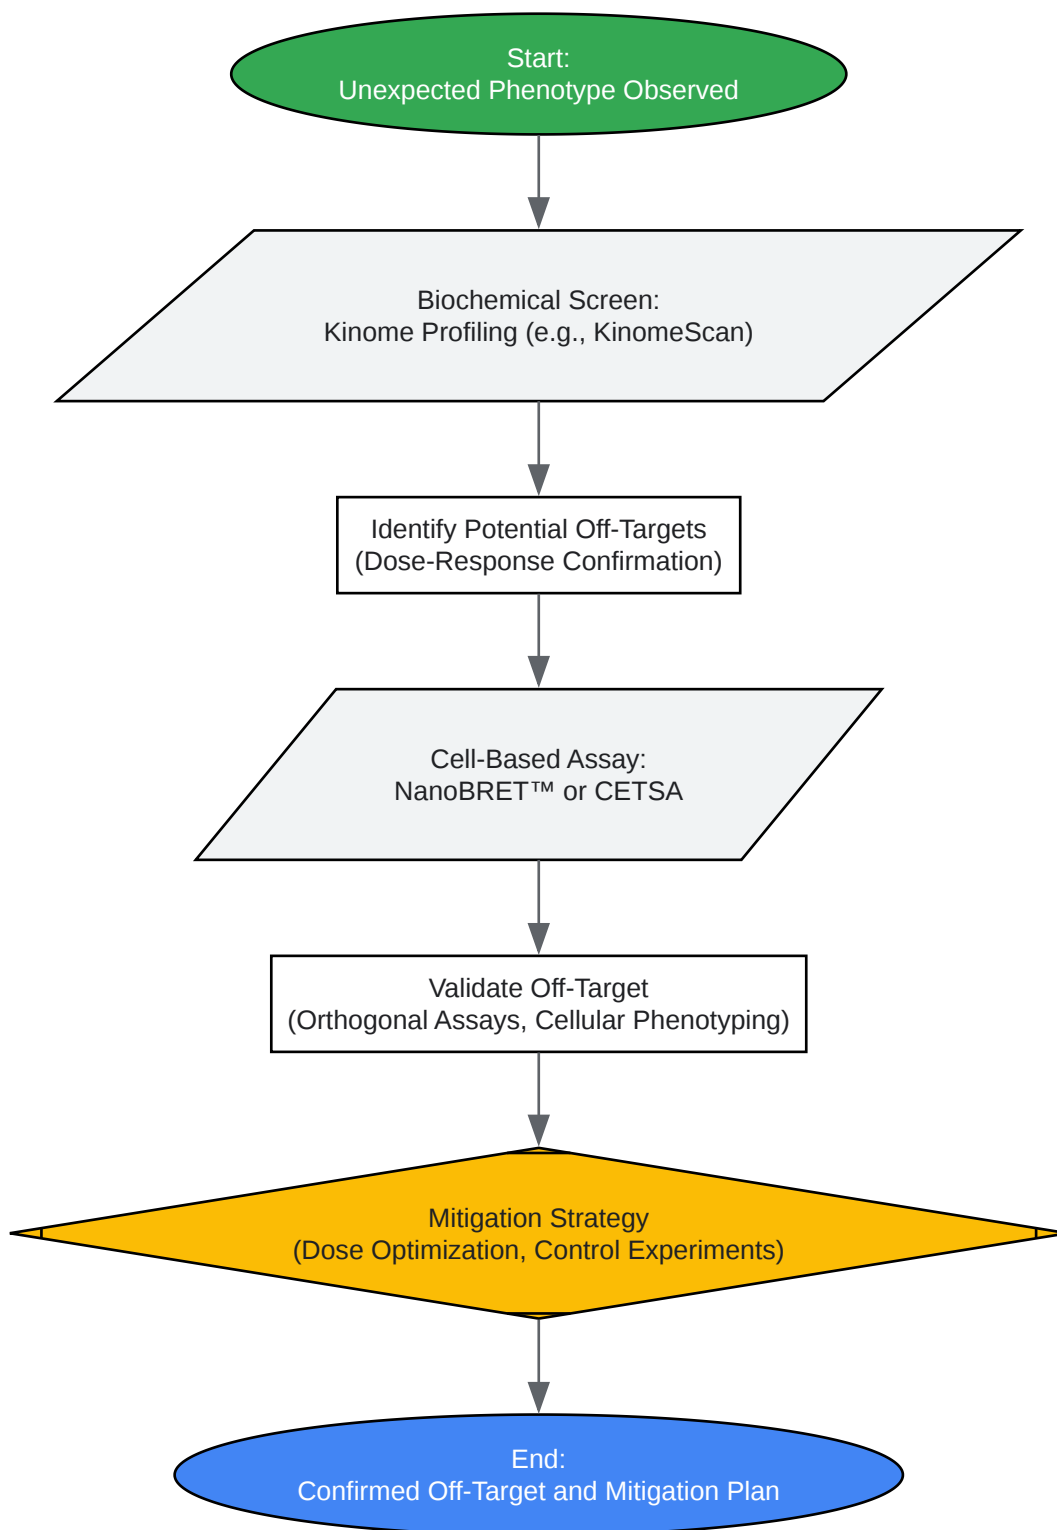 Start:
Unexpected Phenotype Observed
Biochemical Screen:
Kinome Profiling (e.g., KinomeScan)
Identify Potential Off-Targets
(Dose-Response Confirmation)
Cell-Based Assay:
NanoBRET™ or CETSA
Validate Off-Target
(Orthogonal Assays, Cellular Phenotyping)
Mitigation Strategy
(Dose Optimization, Control Experiments)
End:
Confirmed Off-Target and Mitigation Plan